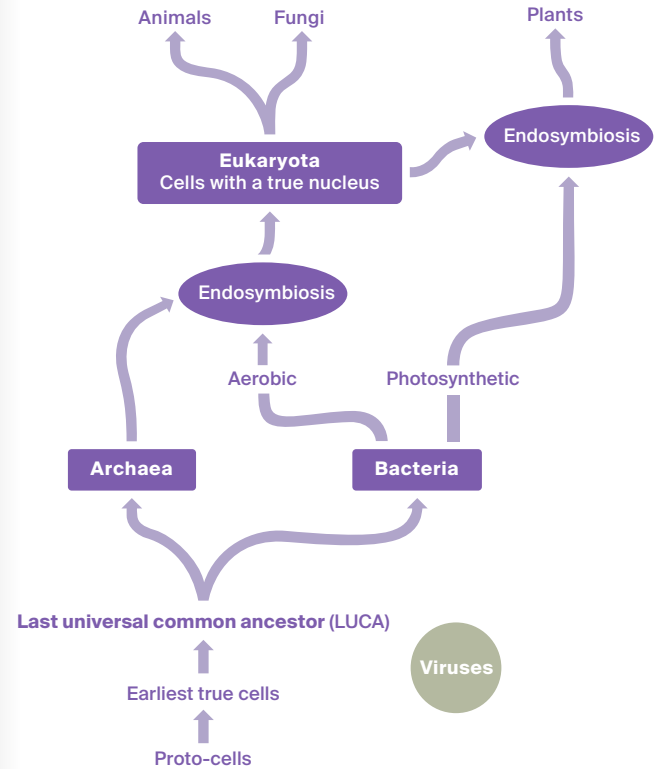 Animals
Fungi
Plants
Endosymbiosis
Eukaryota
Cells with a true nucleus
Endosymbiosis
Aerobic
Photosynthetic
Archaea
Bacteria
Last universal common ancestor (LUCA)
Viruses
Earliest true cells
Proto-cells